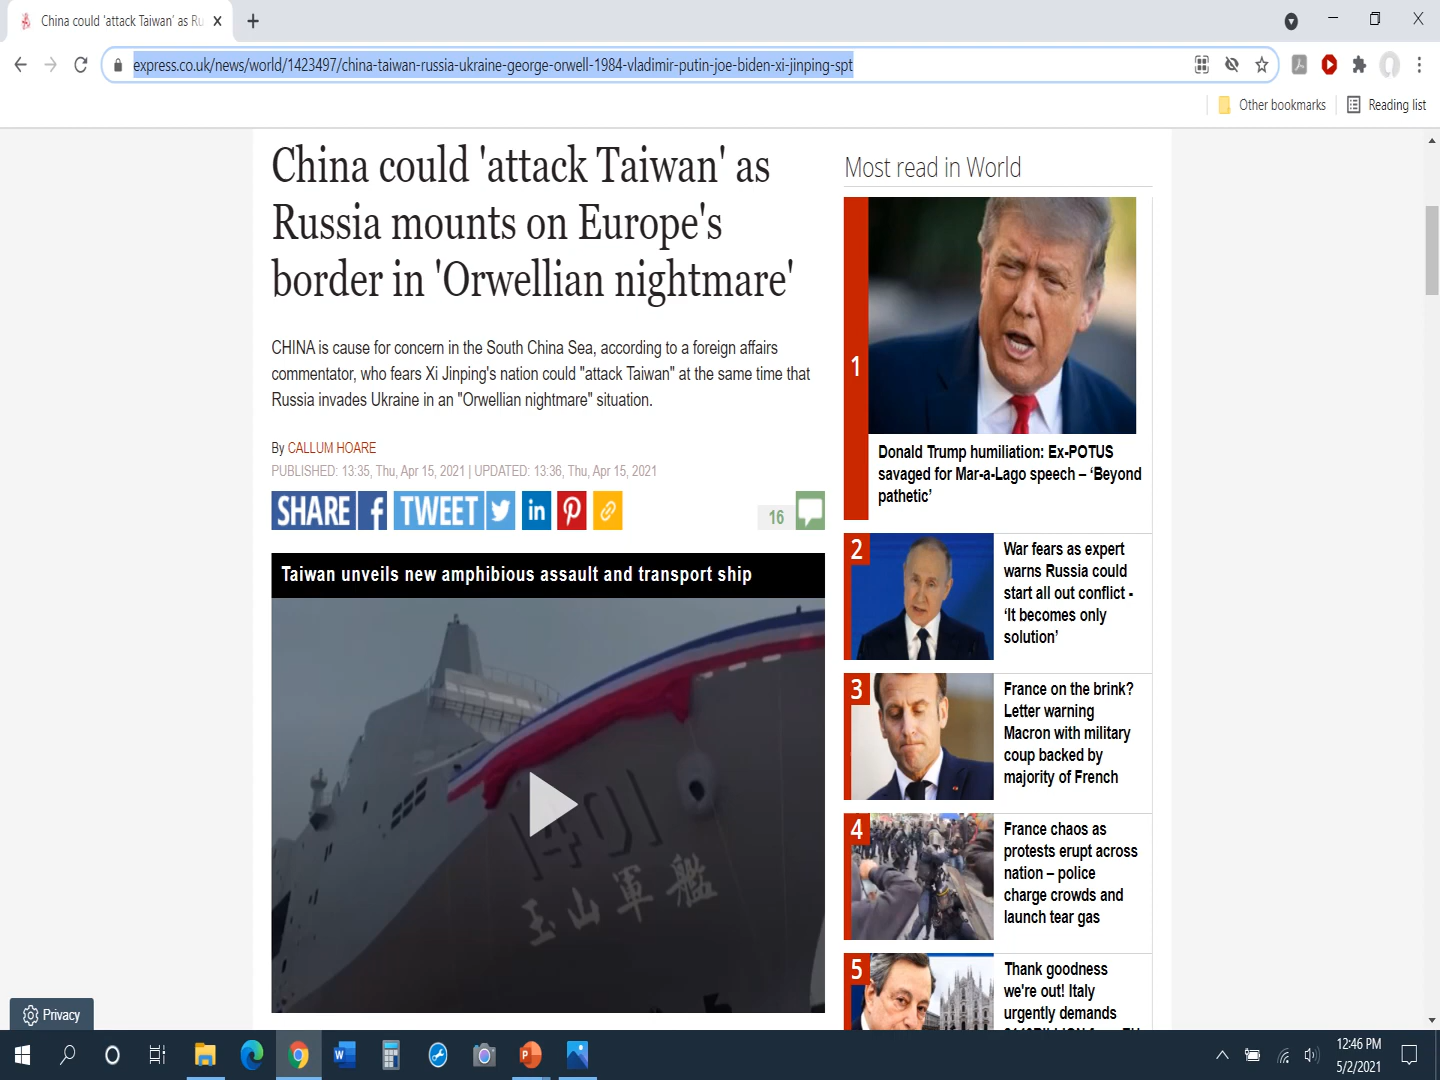 China could 'attack Taiwan' as Ru
express.co.uk/news/world/1423497/china-taiwan-russia-ukraine-george-orwell-1984-vladimir-putin-joe-biden-xi-jinping-spt
Other bookmarks
Reading list
China could 'attack Taiwan' as
Russia mounts on Europe's
border in 'Orwellian nightmare'
CHINA is cause for concern in the South China Sea, according to a foreign affairs
commentator, who fears Xi Jinping's nation could "attack Taiwan" at the same time that
Russia invades Ukraine in an "Orwellian nightmare" situation.
By CALLUM HOARE
PUBLISHED: 13:35, Thu, Apr 15, 2021 | UPDATED: 13:36, Thu, Apr 15, 2021
SHARE f TWEET in
16
Taiwan unveils new amphibious assault and transport ship
1401
玉山軍艦
Most read in World
1
Donald Trump humiliation: Ex-POTUS
savaged for Mar-a-Lago speech – ‘Beyond
pathetic’
2
War fears as expert
warns Russia could
start all out conflict -
‘It becomes only
solution’
3
France on the brink?
Letter warning
Macron with military
coup backed by
majority of French
4
France chaos as
protests erupt across
nation – police
charge crowds and
launch tear gas
5
Thank goodness
we're out! Italy
urgently demands
Privacy
12:46 PM
5/2/2021